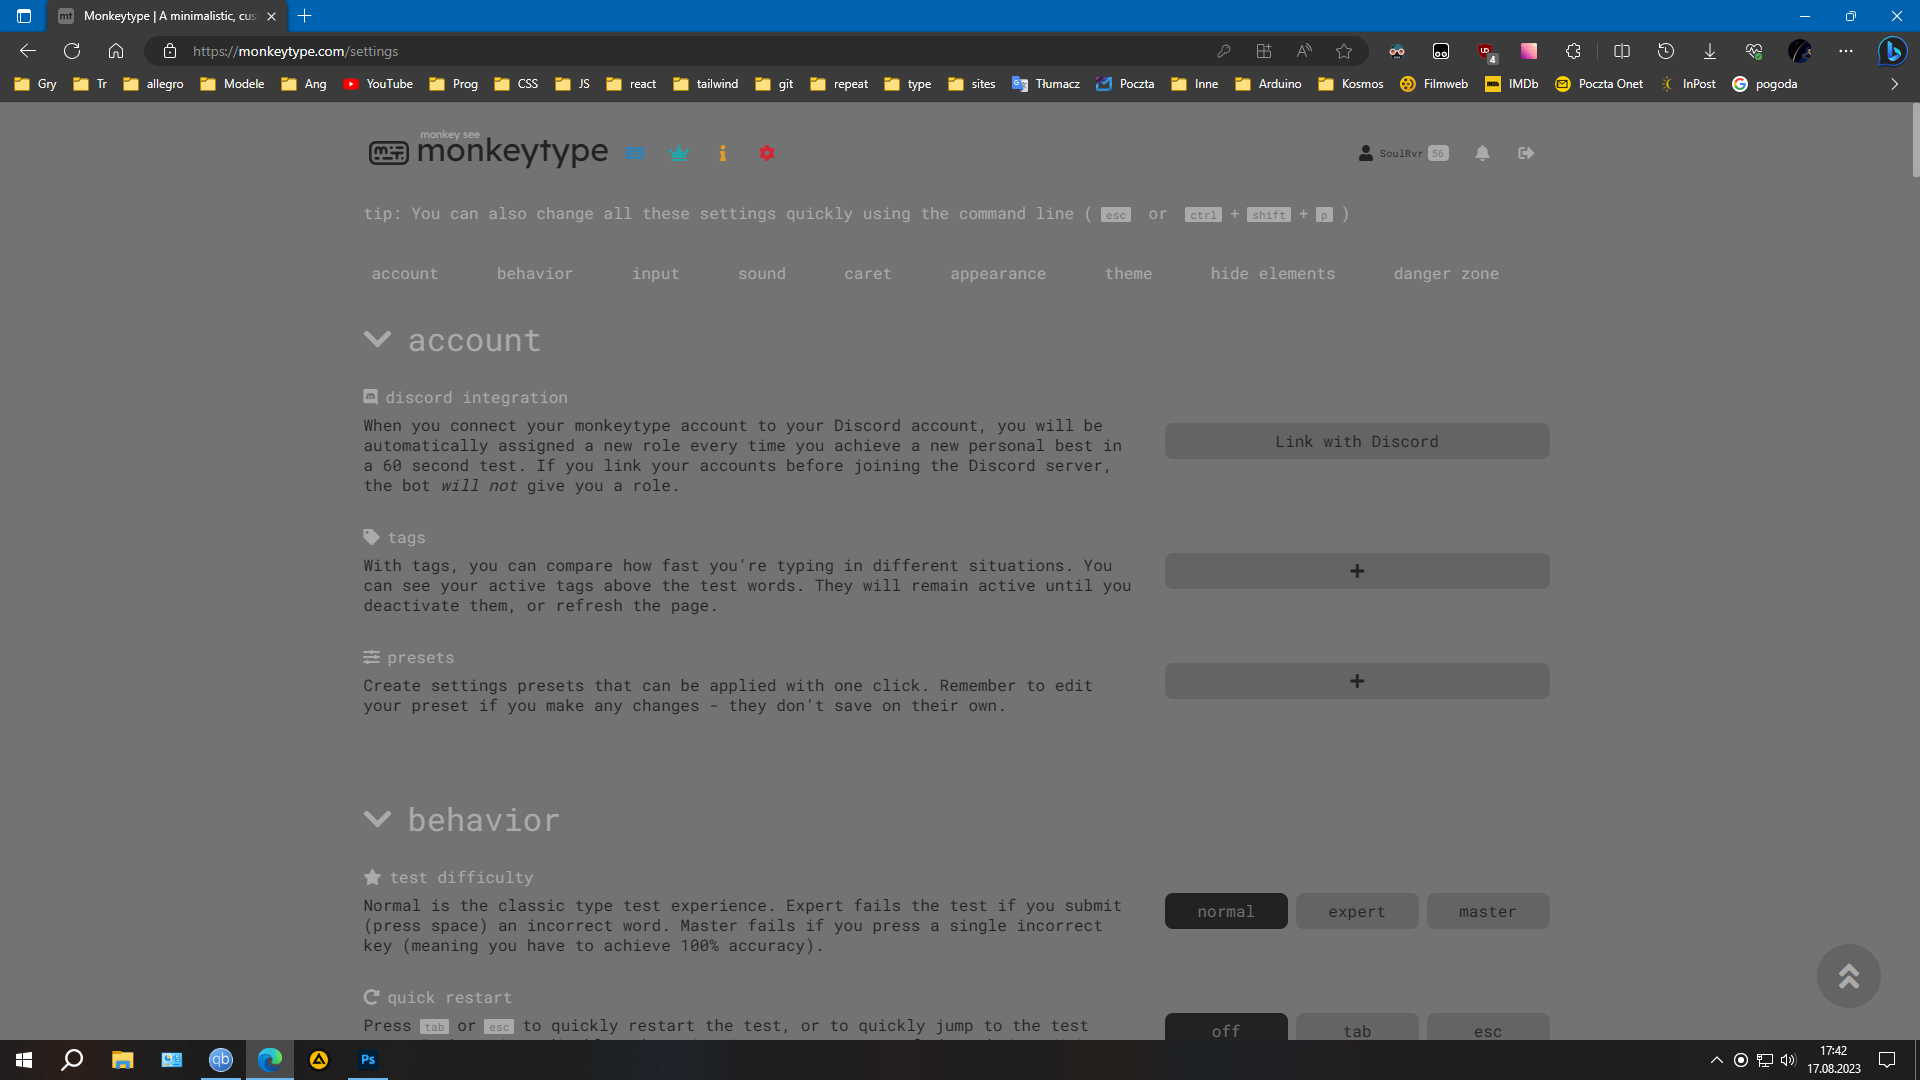 Monkeytype | A minimalistic, cus
https://monkeytype.com/settings
4
Gry Tr allegro Modele Ang YouTube Prog CSS JS react tailwind git repeat type sites Tłumacz Poczta Inne Arduino Kosmos Filmweb IMDb Poczta Onet InPost pogoda
monkey see
monkeytype
SoulRvr 56
tip: You can also change all these settings quickly using the command line ( esc or ctrl + shift + p )
account behavior input sound caret appearance theme hide elements danger zone
account
discord integration
When you connect your monkeytype account to your Discord account, you will be
automatically assigned a new role every time you achieve a new personal best in
a 60 second test. If you link your accounts before joining the Discord server,
the bot will not give you a role.
Link with Discord
tags
With tags, you can compare how fast you're typing in different situations. You
can see your active tags above the test words. They will remain active until you
deactivate them, or refresh the page.
+
presets
Create settings presets that can be applied with one click. Remember to edit
your preset if you make any changes - they don't save on their own.
+
behavior
test difficulty
Normal is the classic type test experience. Expert fails the test if you submit
(press space) an incorrect word. Master fails if you press a single incorrect
key (meaning you have to achieve 100% accuracy).
normal expert master
quick restart
Press tab or esc to quickly restart the test, or to quickly jump to the test
off tab esc
qb
Ps
17:42
17.08.2023